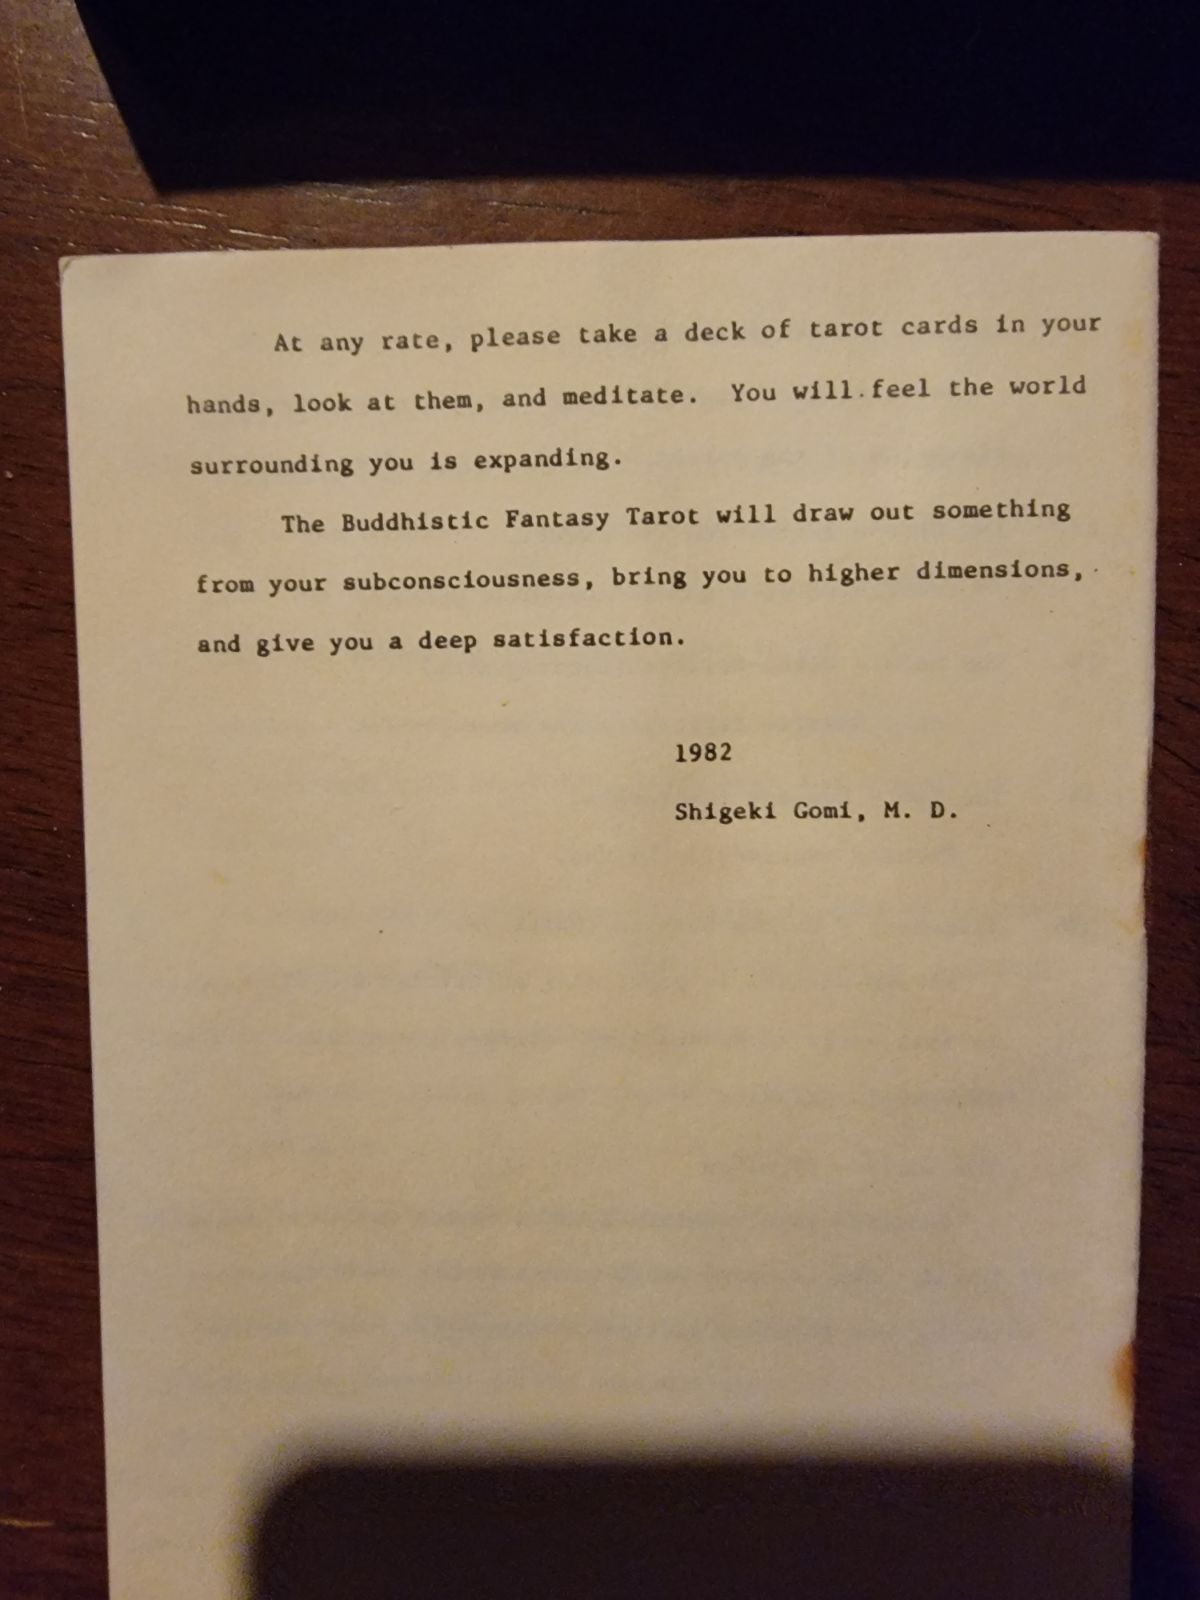 At any rate, please take a deck of tarot cards in your
hands, look at them, and meditate. You will feel the world
surrounding you is expanding.
The Buddhistic Fantasy Tarot will draw out something
from your subconsciousness, bring you to higher dimensions,
and give you a deep satisfaction.
1982
Shigeki Gomi, M. D.